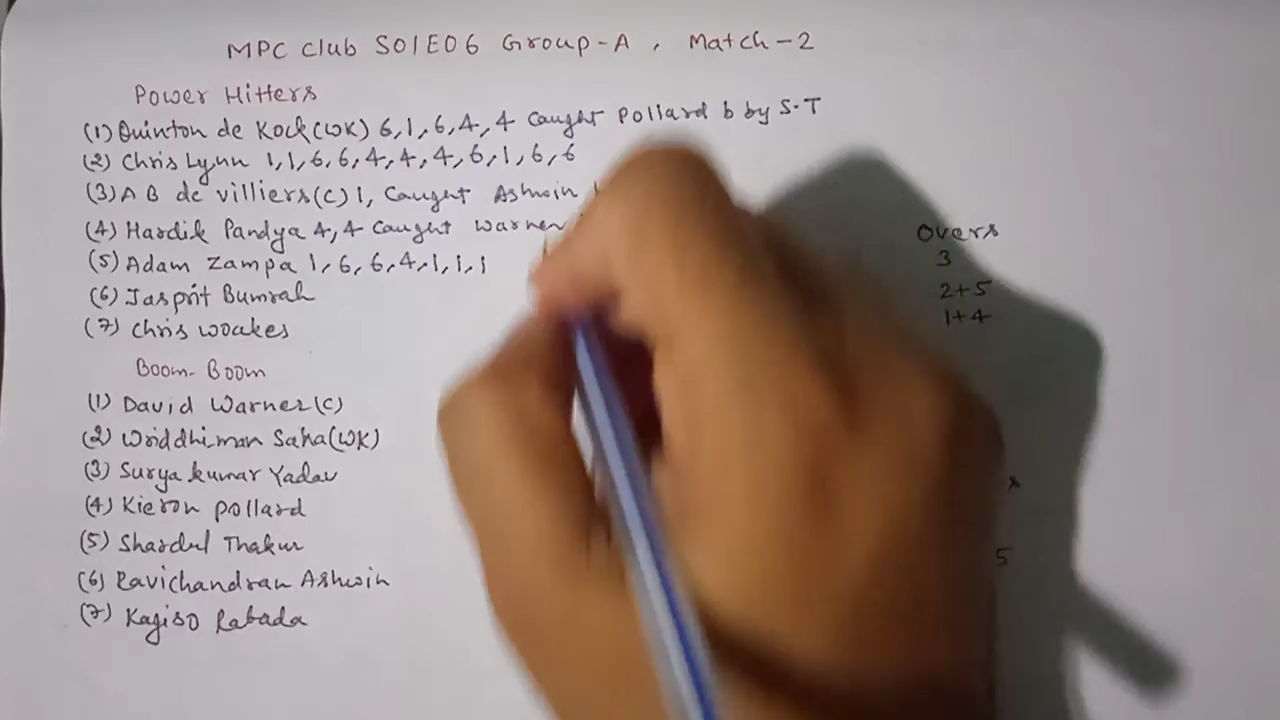 MPC Club S01E06 Group-A, Match-2
Power Hitters
(1) Quinton de Kock(WK) 6,1,6,4,4 Caught Pollard b by S.T
(2) Chris Lynn 1,1,6,6,4,4,4,6,1,6,6
(3) A B de villiers(C) 1, Caught Ashwin
(4) Hardik Pandya 4,4 Caught Warner
(5) Adam Zampa 1,6,6,4,1,1,1
(6) Jasprit Bumrah
(7) Chris woakes
Overs
3
2+5
1+4
Boom-Boom
(1) David Warner(C)
(2) Wriddhiman Saha(WK)
(3) Surya kumar Yadav
(4) Kieron pollard
(5) Shardul Thakur
5
(6) Ravichandran Ashwin
(7) Kagiso Rabada